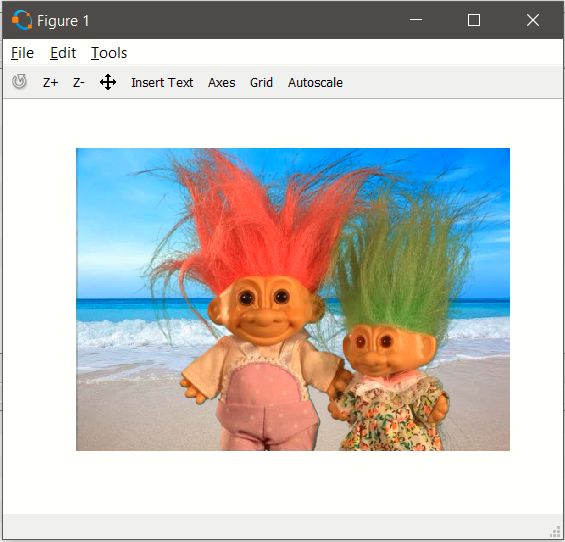 Figure 1
File Edit Tools
Z+ Z- Insert Text Axes Grid Autoscale